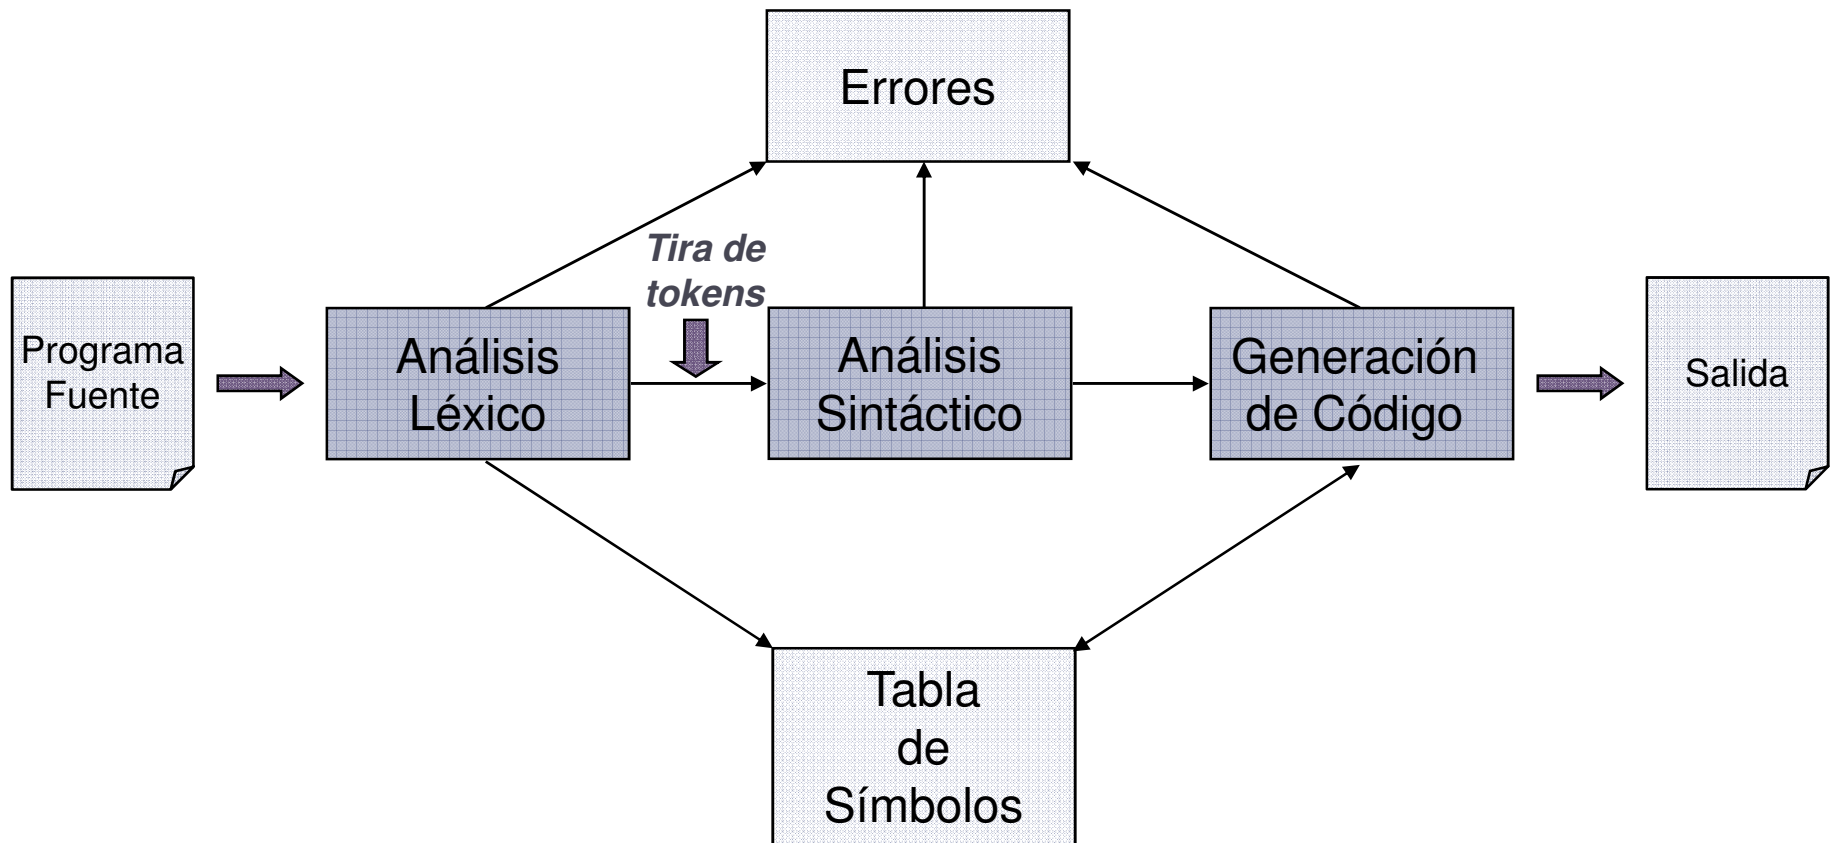 Errores
Tira de
tokens
Programa
Fuente
Análisis
Léxico
Análisis
Sintáctico
Generación
de Código
Salida
Tabla
de
Símbolos